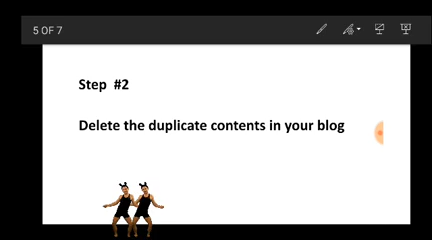 5 OF 7
Step #2
Delete the duplicate contents in your blog